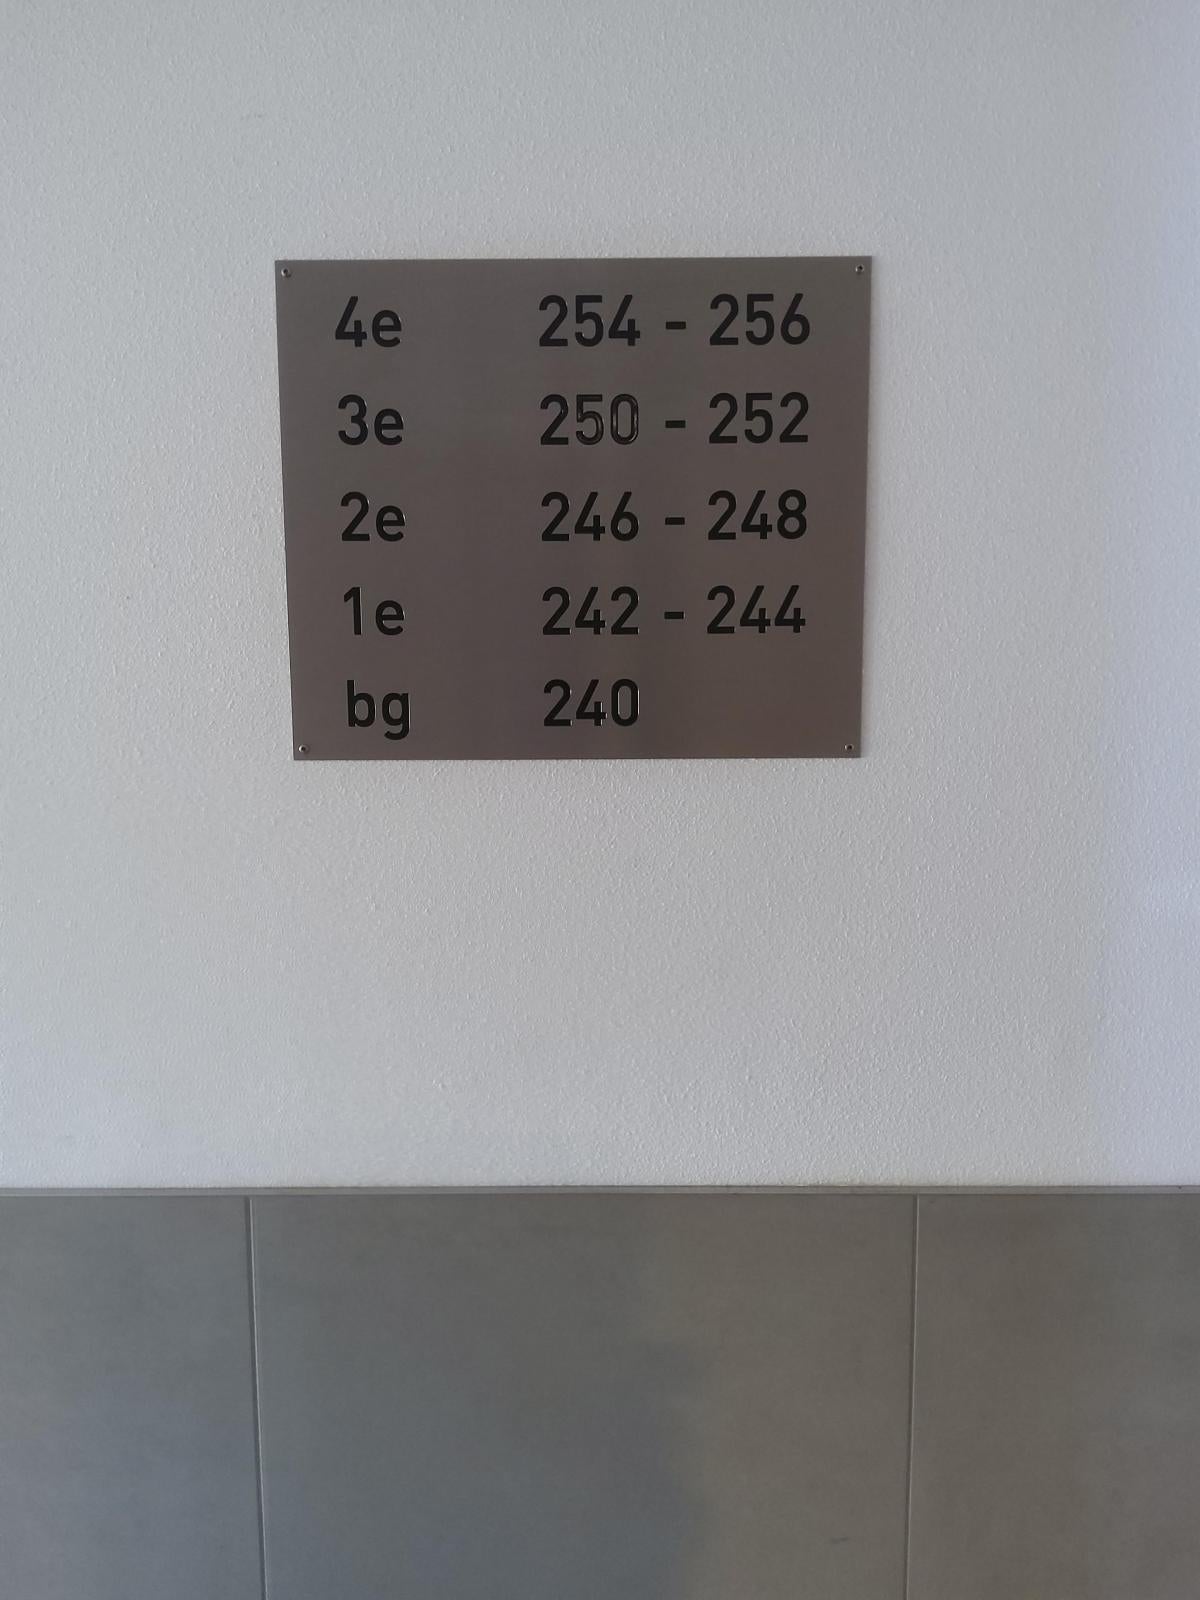 4e 254 - 256
3e 250 - 252
2e 246 - 248
1e 242 - 244
bg 240